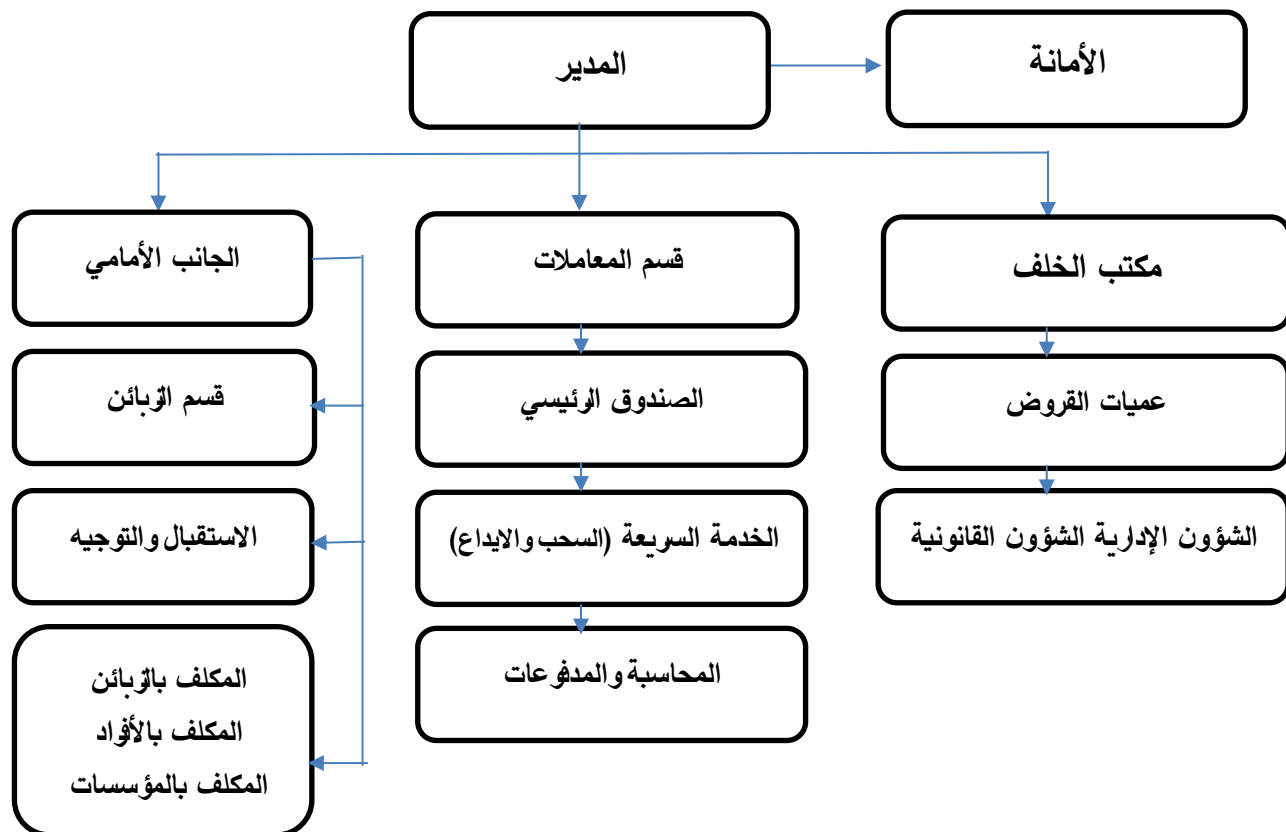 المدير
الأمانة
مكتب الخلف
قسم المعاملات
الجانب الأمامي
عميات القروض
الصندوق الرئيسي
قسم الزبائن
الشؤون الإدارية الشؤون القانونية
الخدمة السريعة (السحب والايداع)
الاستقبال والتوجيه
المحاسبة والمدفوعات
المكلف بالزبائن
المكلف بالأفراد
المكلف بالمؤسسات